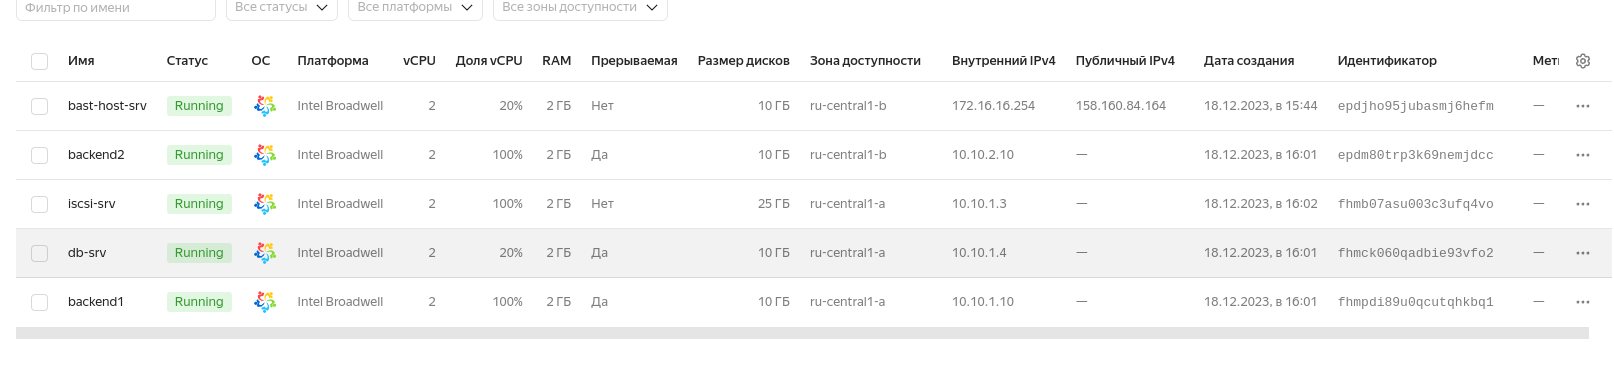 Фильтр по имени Все статусы Все платформы Все зоны доступности
Имя Статус ОС Платформа vCPU Доля vCPU RAM Прерываемая Размер дисков Зона доступности Внутренний IPv4 Публичный IPv4 Дата создания Идентификатор Мет
bast-host-srv Running Intel Broadwell 2 20% 2 ГБ Нет 10 ГБ ru-central1-b 172.16.16.254 158.160.84.164 18.12.2023, в 15:44 epdjho95jubasmj6hefm — ···
backend2 Running Intel Broadwell 2 100% 2 ГБ Да 10 ГБ ru-central1-b 10.10.2.10 — 18.12.2023, в 16:01 epdm80trp3k69nemjdcc — ···
iscsi-srv Running Intel Broadwell 2 100% 2 ГБ Нет 25 ГБ ru-central1-a 10.10.1.3 — 18.12.2023, в 16:02 fhmb07asu003c3ufq4vo — ···
db-srv Running Intel Broadwell 2 20% 2 ГБ Да 10 ГБ ru-central1-a 10.10.1.4 — 18.12.2023, в 16:01 fhmck060qadbie93vfo2 — ···
backend1 Running Intel Broadwell 2 100% 2 ГБ Да 10 ГБ ru-central1-a 10.10.1.10 — 18.12.2023, в 16:01 fhmpdi89u0qcutqhkbq1 — ···